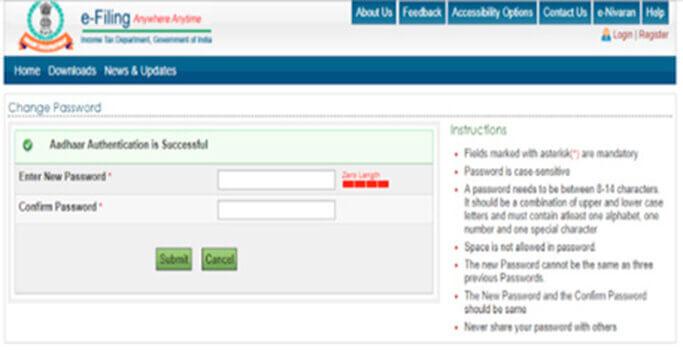 e-Filing Anywhere Anytime
Income Tax Department, Government of India
About Us Feedback Accessibility Options Contact Us e-Nivaran Help
Login | Register
Home Downloads News & Updates
Change Password
Aadhaar Authentication is Successful
Enter New Password *
Zero Length
Confirm Password *
Submit Cancel
Instructions
Fields marked with asterisk(*) are mandatory
Password is case-sensitive
A password needs to be between 8-14 characters.
It should be a combination of upper and lower case
letters and must contain atleast one alphabet, one
number and one special character
Space is not allowed in password.
The new Password cannot be the same as three
previous Passwords.
The New Password and the Confirm Password
should be same
Never share your password with others